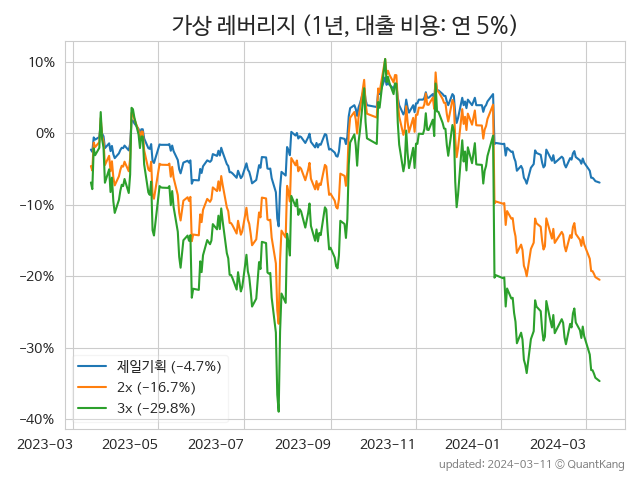 가상 레버리지 (1년, 대출 비용: 연 5%)
10%
0%
−10%
−20%
−30%
−40%
제일기획 (−4.7%)
2x (−16.7%)
3x (−29.8%)
2023-03 2023-05 2023-07 2023-09 2023-11 2024-01 2024-03
updated: 2024-03-11 © QuantKang